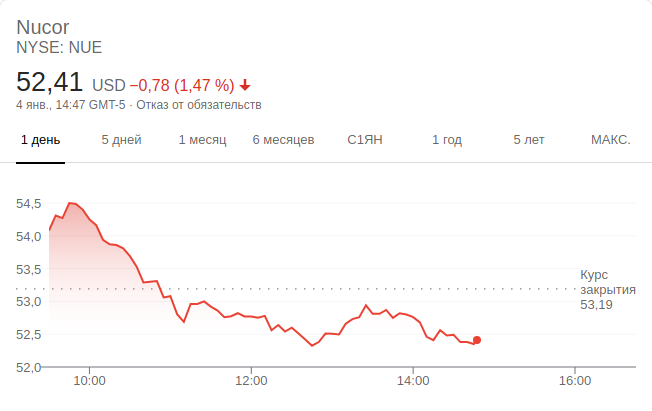 Nucor
NYSE: NUE
52,41 USD −0,78 (1,47 %)
4 янв., 14:47 GMT-5 · Отказ от обязательств
1 день 5 дней 1 месяц 6 месяцев С1ЯН 1 год 5 лет МАКС.
54,5
54,0
53,5
53,0
52,5
52,0
Курс
закрытия
53,19
10:00 12:00 14:00 16:00